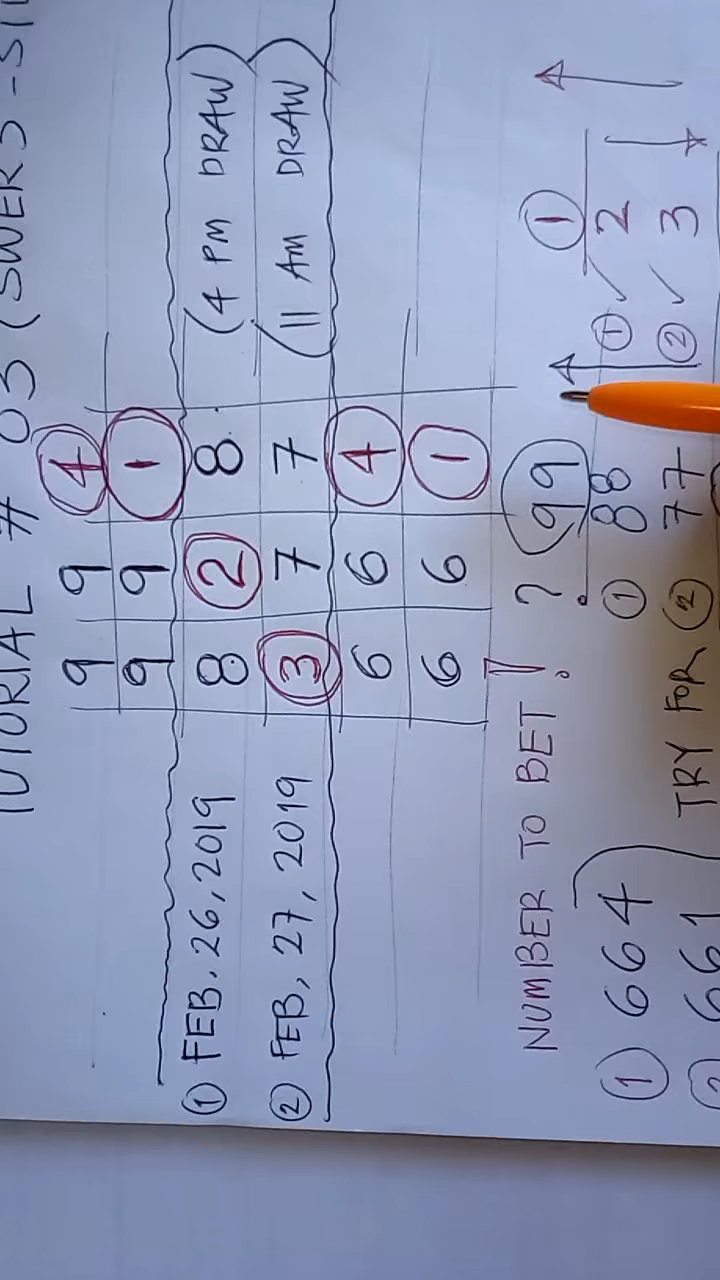 TUTORIAL # 03
9 9 4
9 9 1
① FEB. 26, 2019 8 2 8 (4 PM DRAW)
② FEB, 27, 2019 3 7 7 (11 AM DRAW)
6 6 4
6 6 1
NUMBER TO BET! ? 99 1
① 664 ① 88 ① ✓ 2
② 661 TRY FOR ② 77 ② ✓ 3